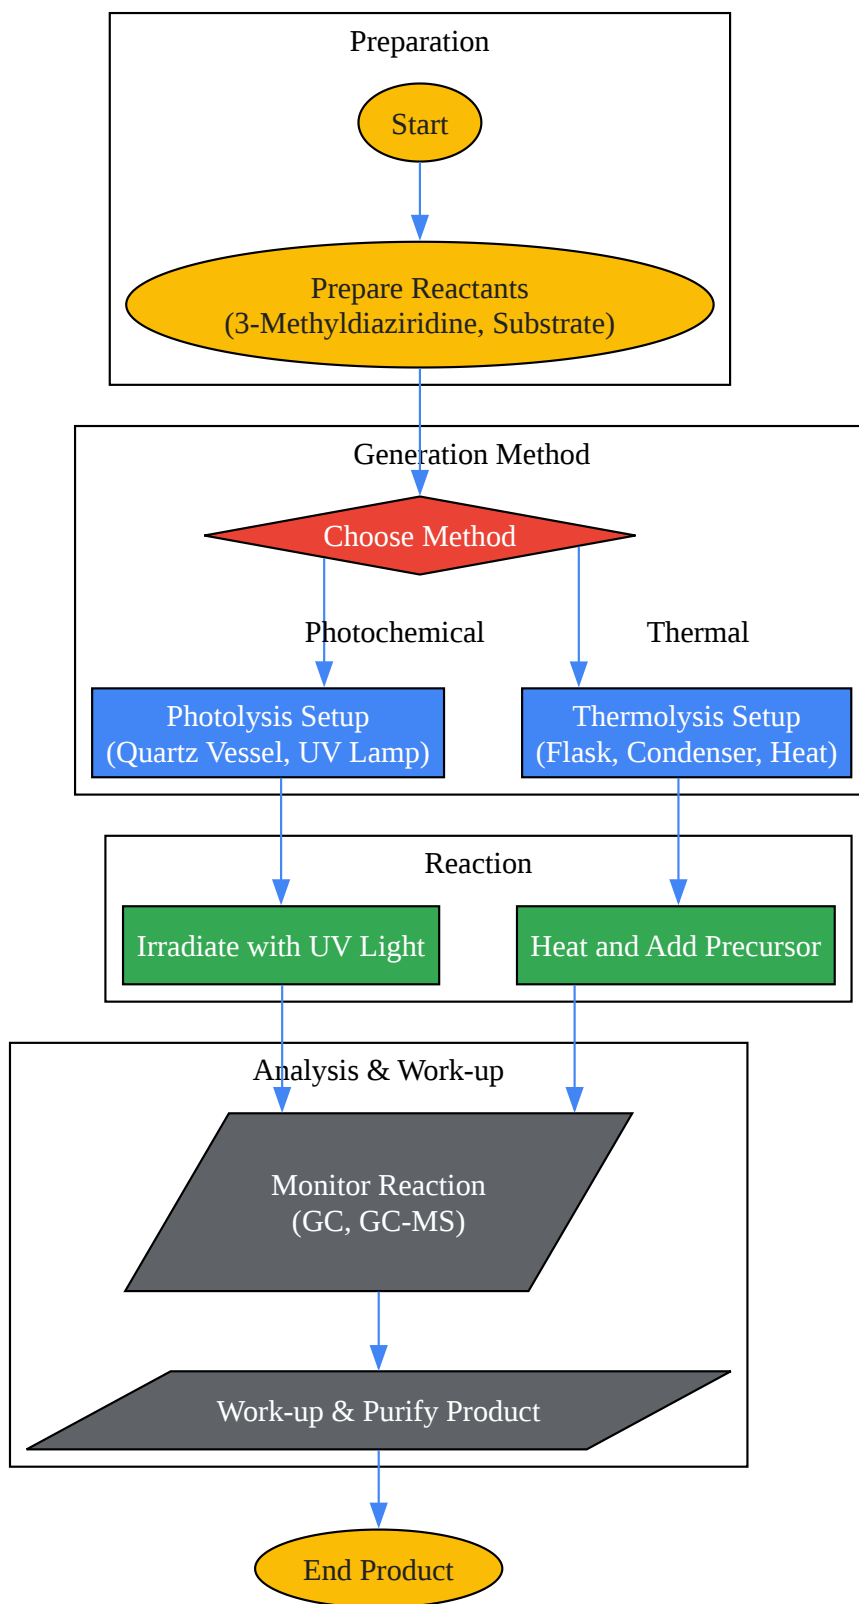 Preparation
Start
Prepare Reactants
(3-Methyldiaziridine, Substrate)
Generation Method
Choose Method
Photochemical
Thermal
Photolysis Setup
(Quartz Vessel, UV Lamp)
Thermolysis Setup
(Flask, Condenser, Heat)
Reaction
Irradiate with UV Light
Heat and Add Precursor
Analysis & Work-up
Monitor Reaction
(GC, GC-MS)
Work-up & Purify Product
End Product